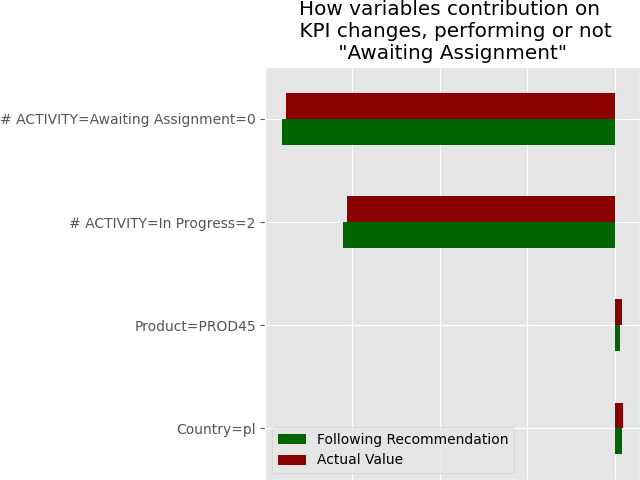 How variables contribution on
KPI changes, performing or not
"Awaiting Assignment"
# ACTIVITY=Awaiting Assignment=0
# ACTIVITY=In Progress=2
Product=PROD45
Country=pl
Following Recommendation
Actual Value